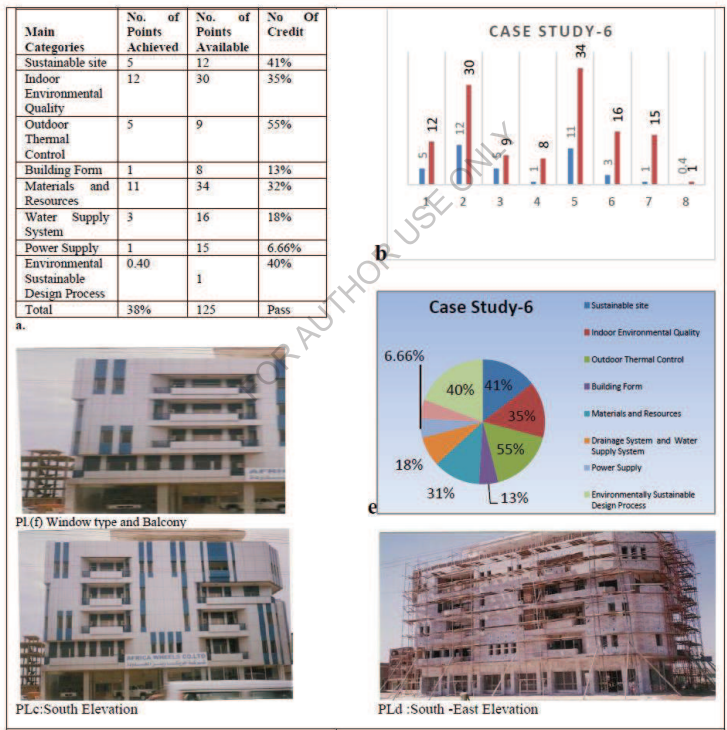 Main Categories No. of Points Achieved No. of Points Available No Of Credit
Sustainable site 5 12 41%
Indoor Environmental Quality 12 30 35%
Outdoor Thermal Control 5 9 55%
Building Form 1 8 13%
Materials and Resources 11 34 32%
Water Supply System 3 16 18%
Power Supply 1 15 6.66%
Environmental Sustainable Design Process 0.40 1 40%
Total 38% 125 Pass
a.
CASE STUDY-6
5 12 12 30 5 9 1 8 11 34 3 16 1 15 0.4 1
1 2 3 4 5 6 7 8
b
FOR AUTHOR USE ONLY
Case Study-6
6.66%
40% 41%
35%
55%
18%
31% 13%
Sustainable site
Indoor Environmental Quality
Outdoor Thermal Control
Building Form
Materials and Resources
Drainage System and Water
Supply System
Power Supply
Environmentally Sustainable
Design Process
e
Pl.(f) Window type and Balcony
AFRICA WHEELS CO.LTD
PLc:South Elevation
PLd :South -East Elevation